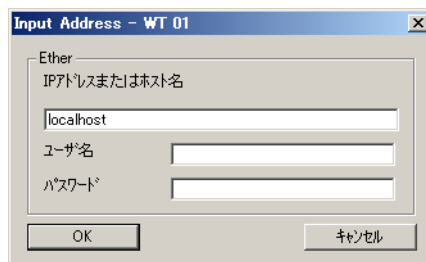 Input Address - WT 01
Ether
IPアドレスまたはホスト名
localhost
ユーザ名
パスワード
OK キャンセル